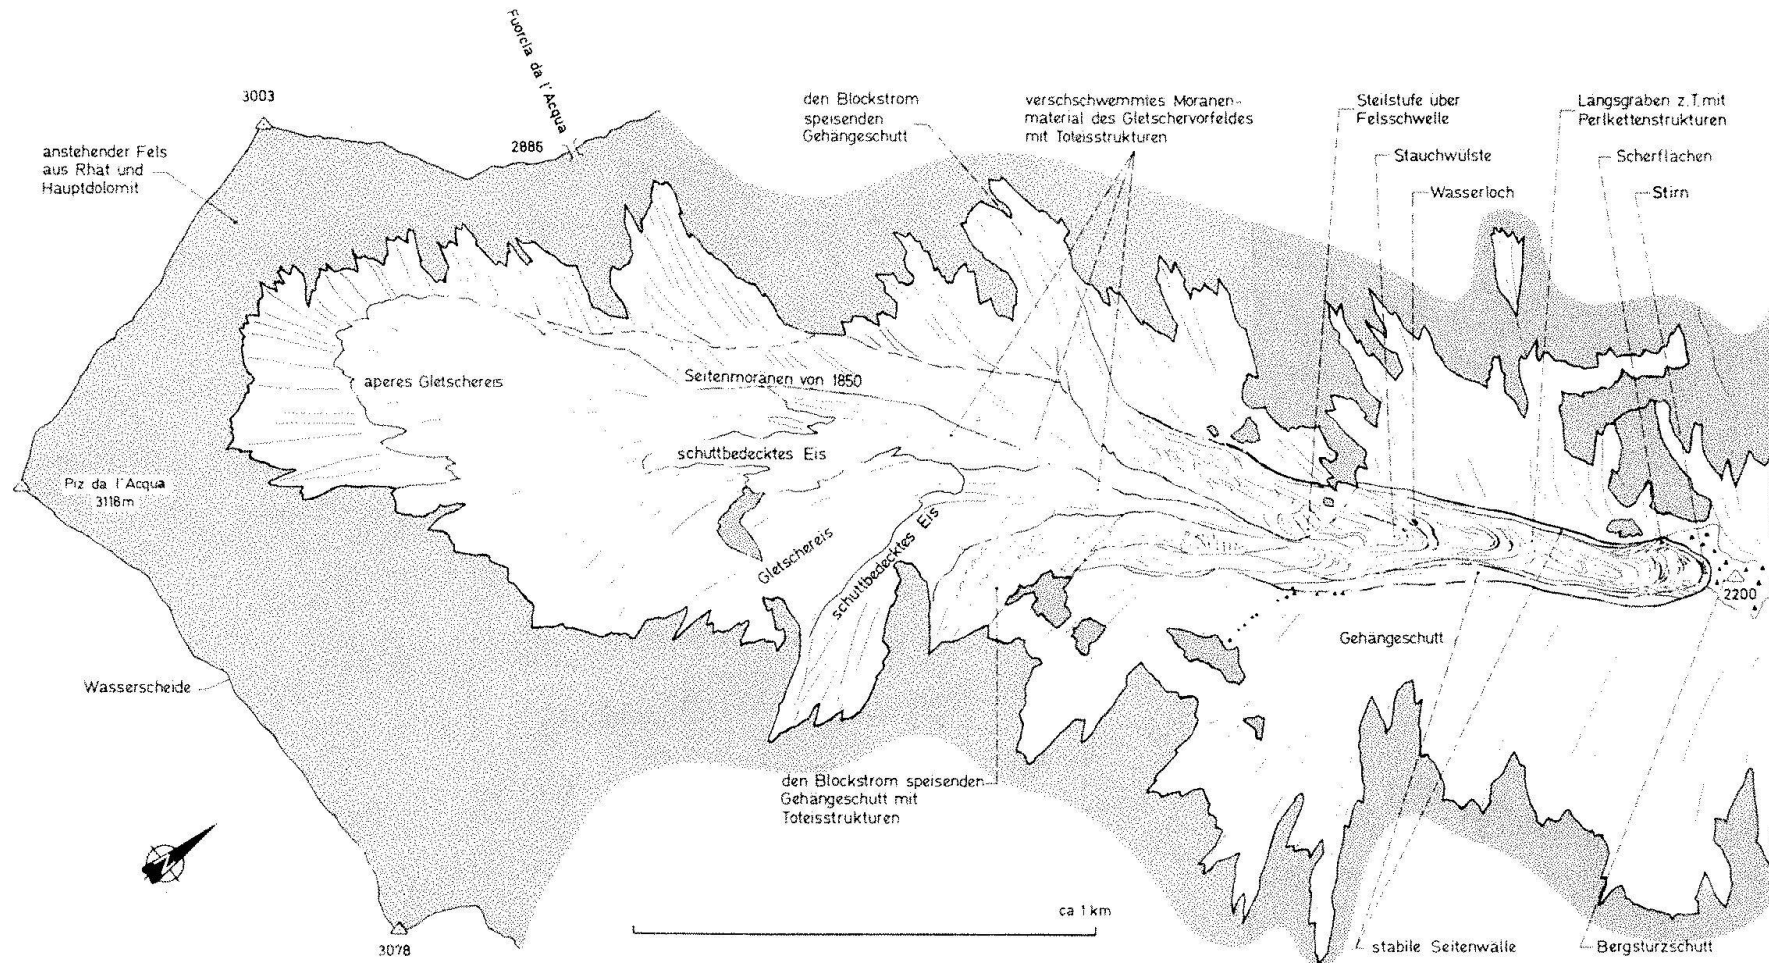 Fuorcla da l'Acqua
3003
2886
anstehender Fels
aus Rhät und
Hauptdolomit
den Blockstrom
speisenden
Gehängeschutt
verschschwemmtes Moranen-
material des Gletschervorfeldes
mit Toteisstrukturen
Steilstufe über
Felsschwelle
Stauchwülste
Wasserloch
Längsgraben z.T. mit
Perlkettenstrukturen
Scherflächen
Stirn
aperes Gletschereis
Seitenmoränen von 1850
schuttbedecktes Eis
Piz da l'Acqua
3118m
Gletschereis
schuttbedecktes Eis
2200
Gehängeschutt
Wasserscheide
den Blockstrom speisenden
Gehängeschutt mit
Toteisstrukturen
N
ca 1 km
3078
stabile Seitenwälle
Bergsturzschutt